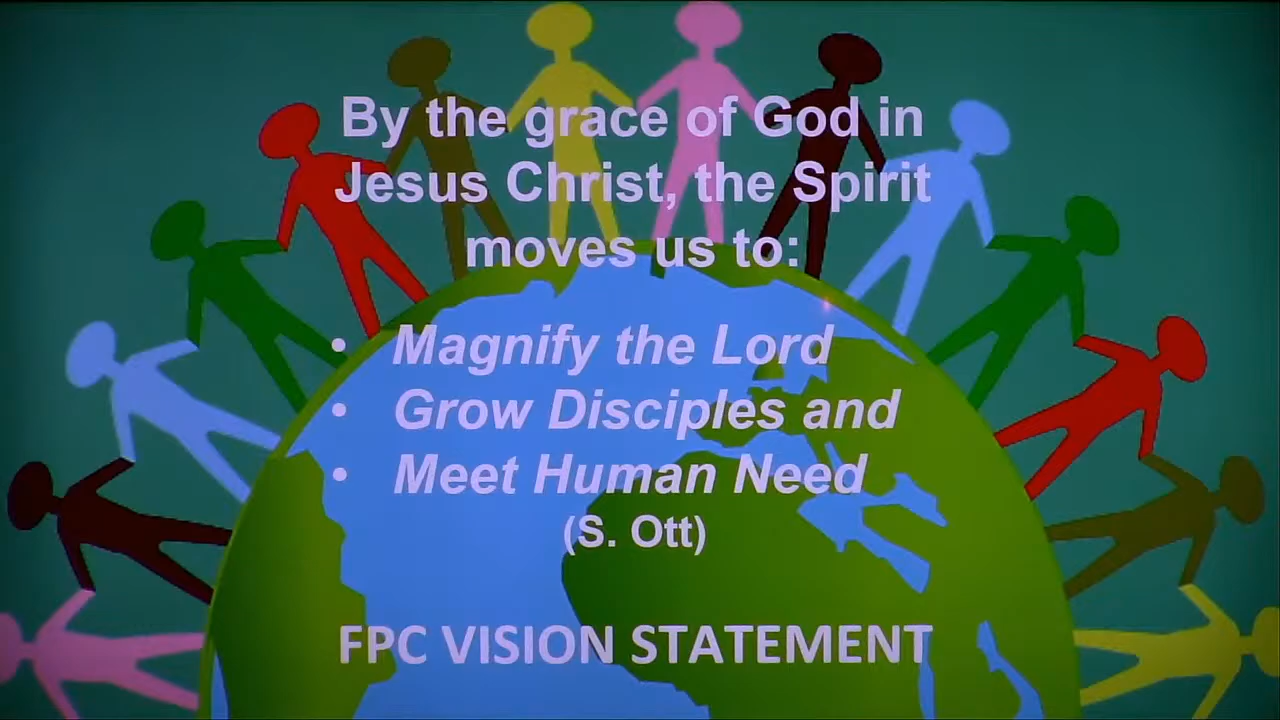 By the grace of God in
Jesus Christ, the Spirit
moves us to:
• Magnify the Lord
• Grow Disciples and
• Meet Human Need
(S. Ott)
FPC VISION STATEMENT